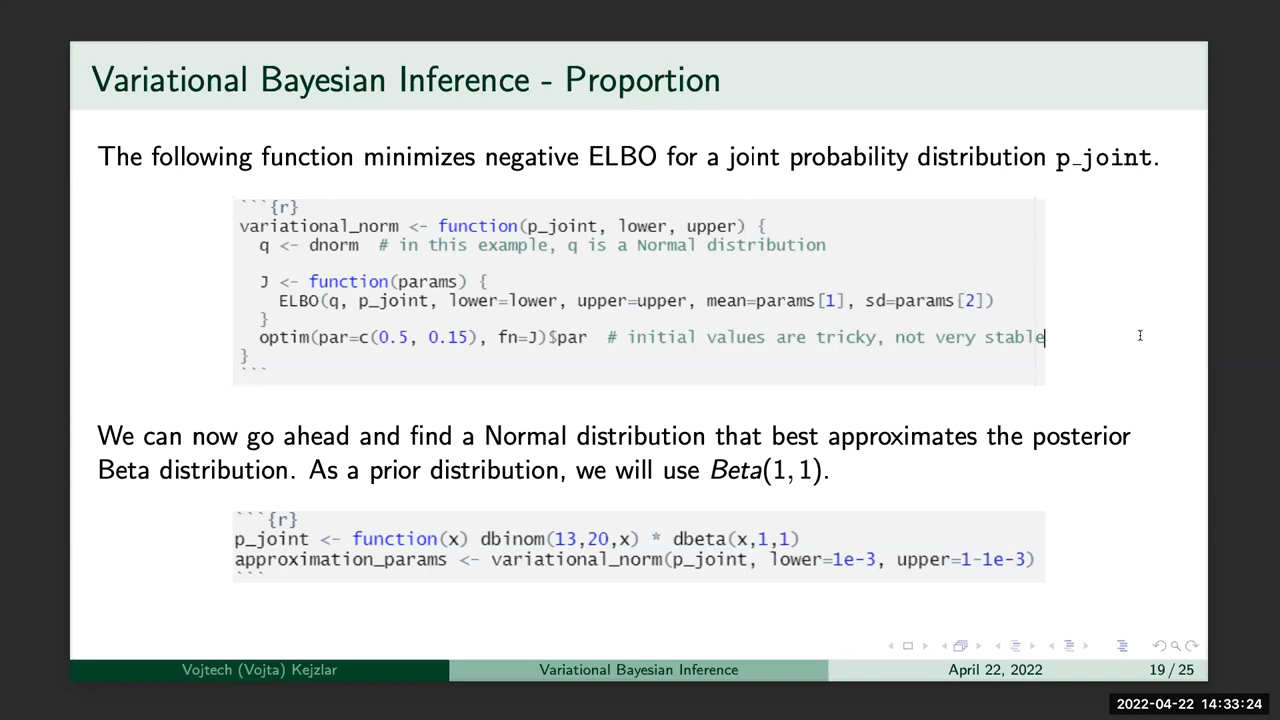 Variational Bayesian Inference - Proportion
The following function minimizes negative ELBO for a joint probability distribution p_joint.
```{r}
variational_norm <- function(p_joint, lower, upper) {
  q <- dnorm  # in this example, q is a Normal distribution
  J <- function(params) {
    ELBO(q, p_joint, lower=lower, upper=upper, mean=params[1], sd=params[2])
  }
  optim(par=c(0.5, 0.15), fn=J)$par  # initial values are tricky, not very stable
}
```
We can now go ahead and find a Normal distribution that best approximates the posterior
Beta distribution. As a prior distribution, we will use Beta(1, 1).
```{r}
p_joint <- function(x) dbinom(13,20,x) * dbeta(x,1,1)
approximation_params <- variational_norm(p_joint, lower=1e-3, upper=1-1e-3)
```
Vojtech (Vojta) Kejzlar Variational Bayesian Inference April 22, 2022 19 / 25
2022-04-22 14:33:24